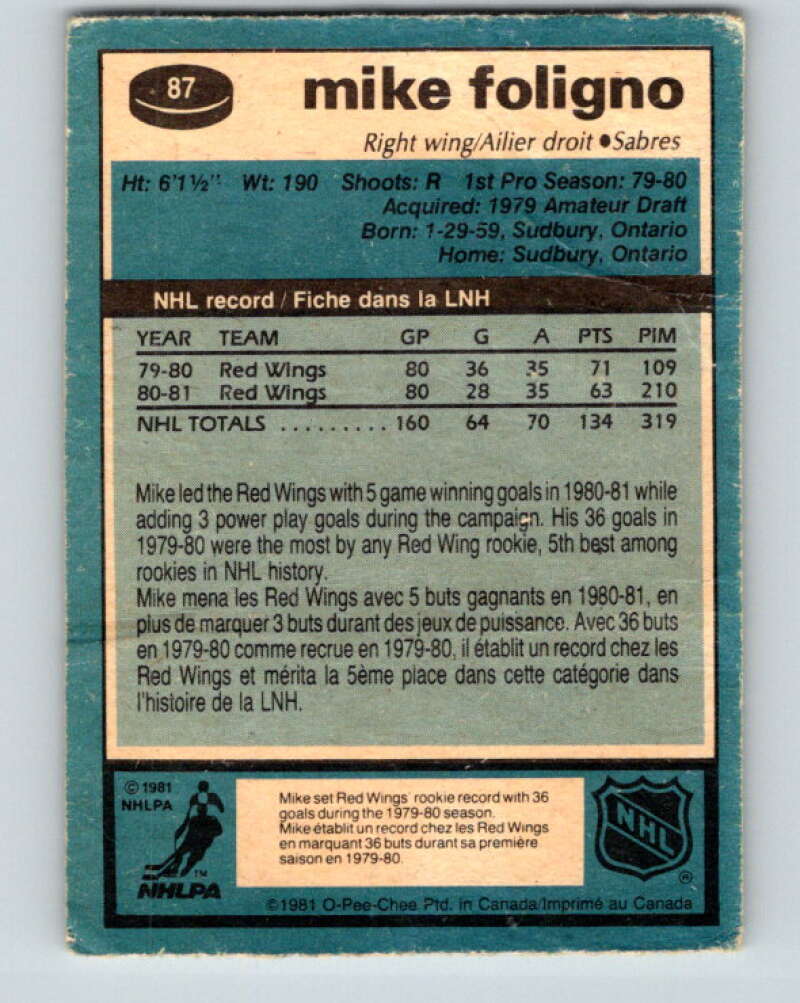 87
mike foligno
Right wing/Ailier droit ●Sabres
Ht: 6'1½" Wt: 190 Shoots: R 1st Pro Season: 79-80
Acquired: 1979 Amateur Draft
Born: 1-29-59, Sudbury, Ontario
Home: Sudbury, Ontario
NHL record / Fiche dans la LNH
YEAR TEAM GP G A PTS PIM
79-80 Red Wings 80 36 35 71 109
80-81 Red Wings 80 28 35 63 210
NHL TOTALS ......... 160 64 70 134 319
Mike led the Red Wings with 5 game winning goals in 1980-81 while
adding 3 power play goals during the campaign. His 36 goals in
1979-80 were the most by any Red Wing rookie, 5th best among
rookies in NHL history.
Mike mena les Red Wings avec 5 buts gagnants en 1980-81, en
plus de marquer 3 buts durant des jeux de puissance. Avec 36 buts
en 1979-80 comme recrue en 1979-80, il établit un record chez les
Red Wings et mérita la 5ème place dans cette catégorie dans
l'histoire de la LNH.
© 1981
NHLPA
TM
NHLPA
Mike set Red Wings' rookie record with 36
goals during the 1979-80 season.
Mike établit un record chez les Red Wings
en marquant 36 buts durant sa première
saison en 1979-80.
NHL
®
©1981 O-Pee-Chee Ptd. in Canada/Imprimé au Canada